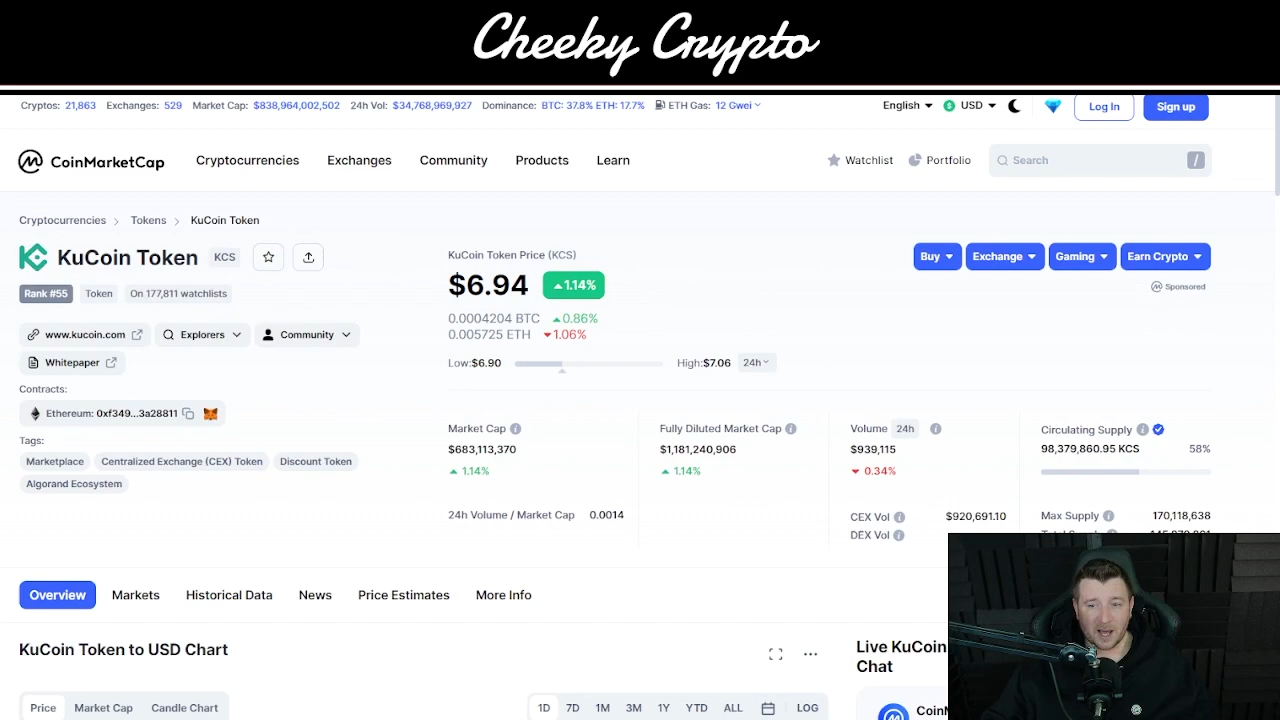 Cheeky Crypto
Cryptos: 21,863 Exchanges: 529 Market Cap: $838,964,002,502 24h Vol: $34,768,969,927 Dominance: BTC: 37.8% ETH: 17.7% ETH Gas: 12 Gwei English USD Log In Sign up
CoinMarketCap Cryptocurrencies Exchanges Community Products Learn Watchlist Portfolio Search /
Cryptocurrencies Tokens KuCoin Token
KuCoin Token KCS
Rank #55 Token On 177,811 watchlists
www.kucoin.com Explorers Community
Whitepaper
Contracts:
Ethereum: 0xf349...3a28811
Tags:
Marketplace Centralized Exchange (CEX) Token Discount Token
Algorand Ecosystem
KuCoin Token Price (KCS)
$6.94 1.14%
0.0004204 BTC 0.86%
0.005725 ETH 1.06%
Low:$6.90 High:$7.06 24h
Buy Exchange Gaming Earn Crypto
Sponsored
Market Cap
$683,113,370
1.14%
24h Volume / Market Cap 0.0014
Fully Diluted Market Cap
$1,181,240,906
1.14%
Volume 24h
$939,115
0.34%
CEX Vol $920,691.10
DEX Vol
Circulating Supply
98,379,860.95 KCS 58%
Max Supply 170,118,638
Overview Markets Historical Data News Price Estimates More Info
KuCoin Token to USD Chart
Price Market Cap Candle Chart 1D 7D 1M 3M 1Y YTD ALL LOG
Live KuCoin
Chat